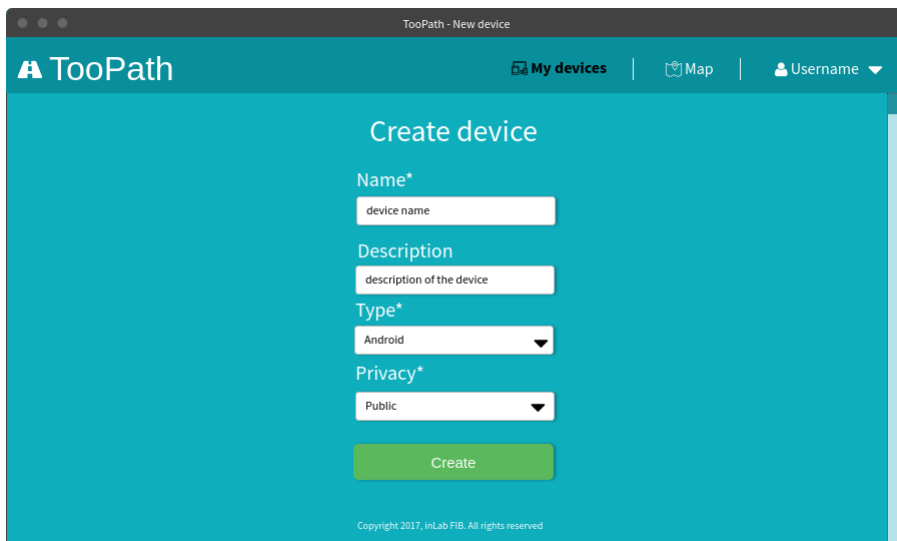 TooPath - New device
TooPath
My devices
Map
Username
Create device
Name*
device name
Description
description of the device
Type*
Android
Privacy*
Public
Create
Copyright 2017, inLab FIB. All rights reserved